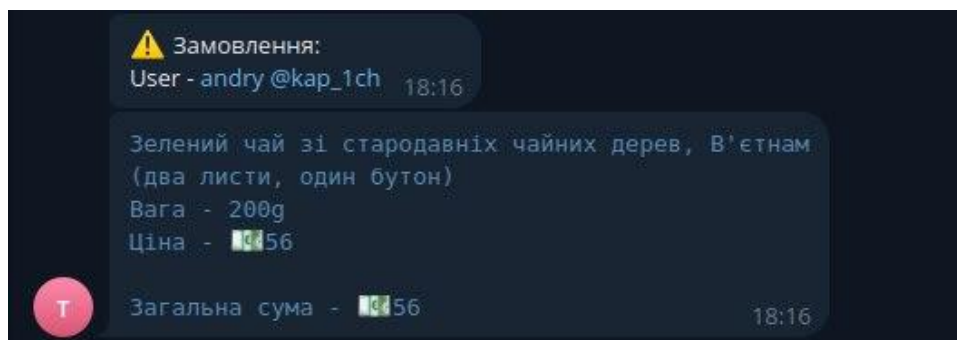 ⚠️ Замовлення:
User - andry @kap_1ch 18:16
Зелений чай зі стародавніх чайних дерев, В'єтнам
(два листи, один бутон)
Вага - 200g
Ціна - 💶56
Загальна сума - 💶56
18:16
T